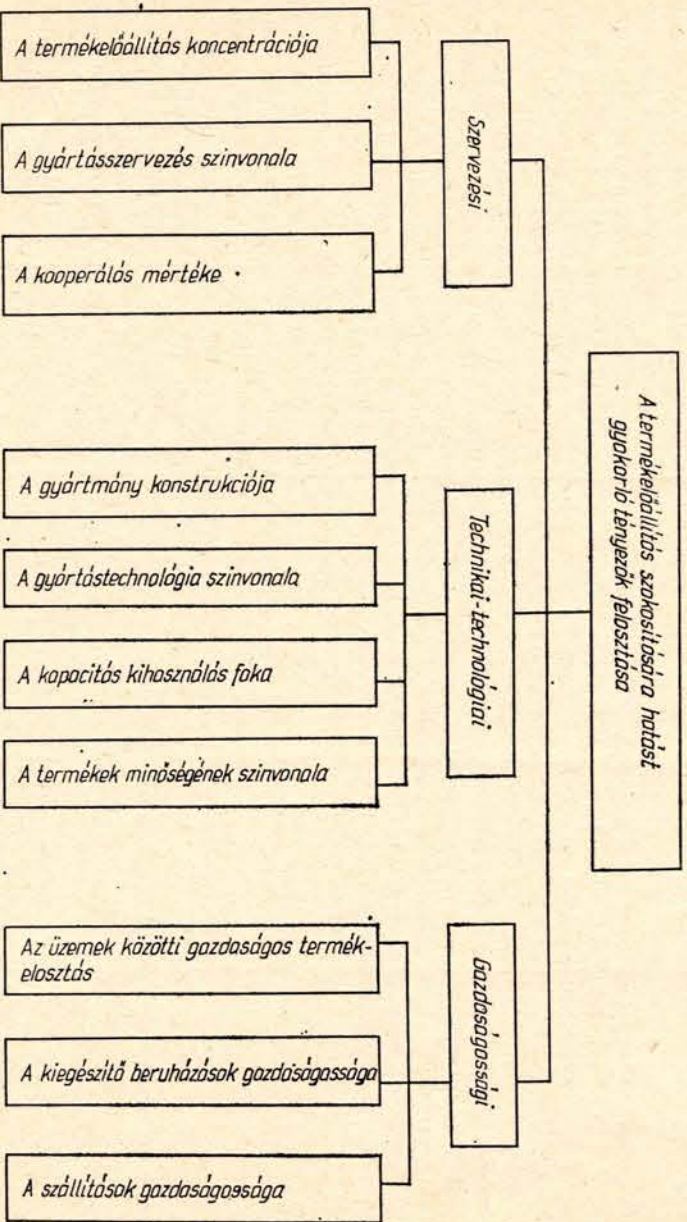 A termékelőállítás szakosítására hatást
gyakorló tényezők felosztása
Szervezési
A termékelőállítás koncentrációja
A gyártásszervezés szinvonala
A kooperálás mértéke
Technikai-technológiai
A gyártmány konstrukciója
A gyártástechnológia szinvonala
A kapacitás kihasználás foka
A termékek minőségének szinvonala
Gazdaságossági
Az üzemek közötti gazdaságos termék-
elosztás
A kiegészítő beruházások gazdaságossága
A szállítások gazdaságossága